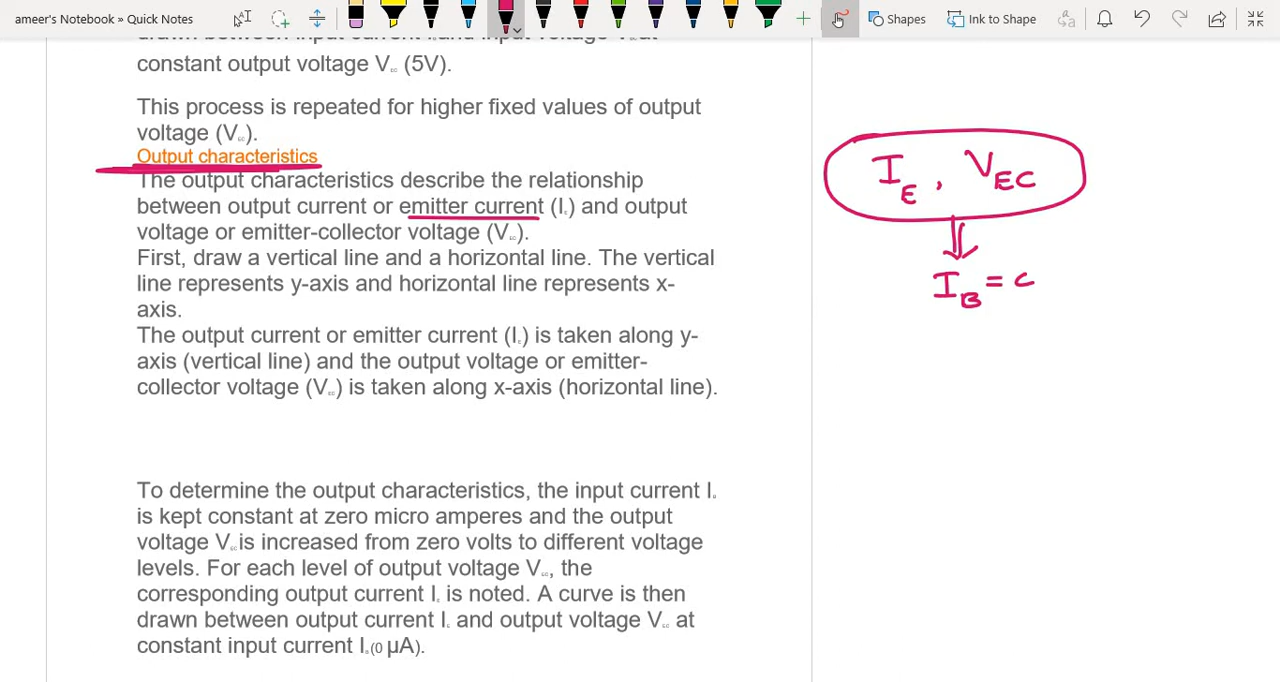 ameer's Notebook » Quick Notes
Shapes
Ink to Shape
constant output voltage V (5V).
This process is repeated for higher fixed values of output
voltage (V).
Output characteristics
The output characteristics describe the relationship
between output current or emitter current (I) and output
voltage or emitter-collector voltage (V).
First, draw a vertical line and a horizontal line. The vertical
line represents y-axis and horizontal line represents x-
axis.
The output current or emitter current (I) is taken along y-
axis (vertical line) and the output voltage or emitter-
collector voltage (V) is taken along x-axis (horizontal line).
To determine the output characteristics, the input current I
is kept constant at zero micro amperes and the output
voltage V is increased from zero volts to different voltage
levels. For each level of output voltage V, the
corresponding output current I is noted. A curve is then
drawn between output current I and output voltage V at
constant input current I (0 μA).
I_E , V_EC
⇓
I_B = C